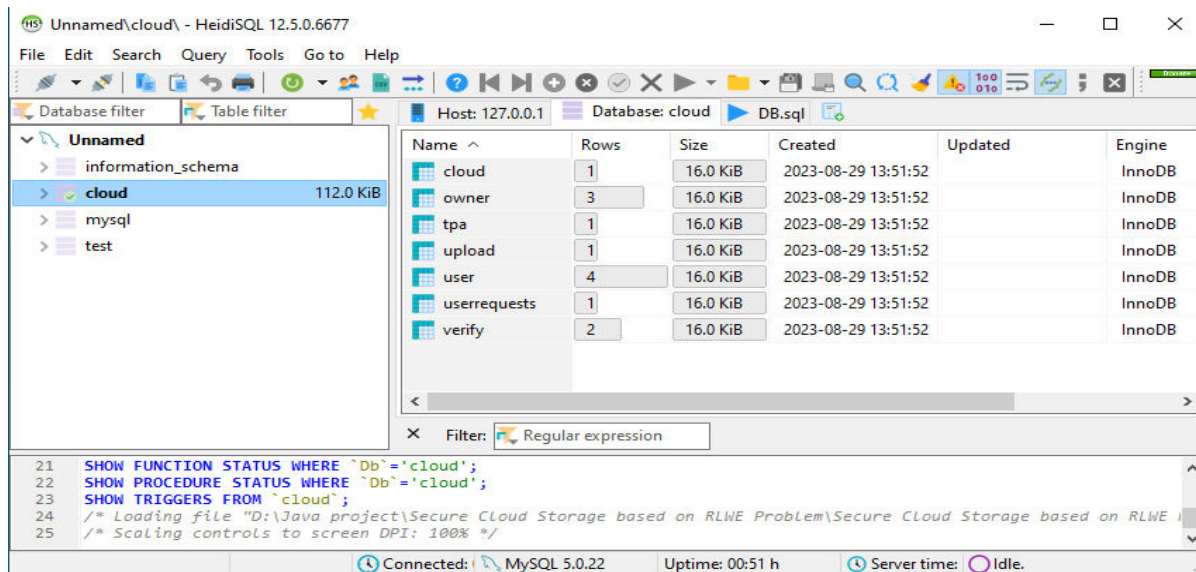 Unnamed\cloud\ - HeidiSQL 12.5.0.6677
File Edit Search Query Tools Go to Help
Donate
Database filter Table filter Host: 127.0.0.1 Database: cloud DB.sql
Unnamed
information_schema
cloud 112.0 KiB
mysql
test
Name Rows Size Created Updated Engine
cloud 1 16.0 KiB 2023-08-29 13:51:52 InnoDB
owner 3 16.0 KiB 2023-08-29 13:51:52 InnoDB
tpa 1 16.0 KiB 2023-08-29 13:51:52 InnoDB
upload 1 16.0 KiB 2023-08-29 13:51:52 InnoDB
user 4 16.0 KiB 2023-08-29 13:51:52 InnoDB
userrequests 1 16.0 KiB 2023-08-29 13:51:52 InnoDB
verify 2 16.0 KiB 2023-08-29 13:51:52 InnoDB
Filter: Regular expression
21 SHOW FUNCTION STATUS WHERE `Db`='cloud';
22 SHOW PROCEDURE STATUS WHERE `Db`='cloud';
23 SHOW TRIGGERS FROM `cloud`;
24 /* Loading file "D:\Java project\Secure Cloud Storage based on RLWE Problem\Secure Cloud Storage based on RLWE
25 /* Scaling controls to screen DPI: 100% */
Connected: MySQL 5.0.22 Uptime: 00:51 h Server time: Idle.